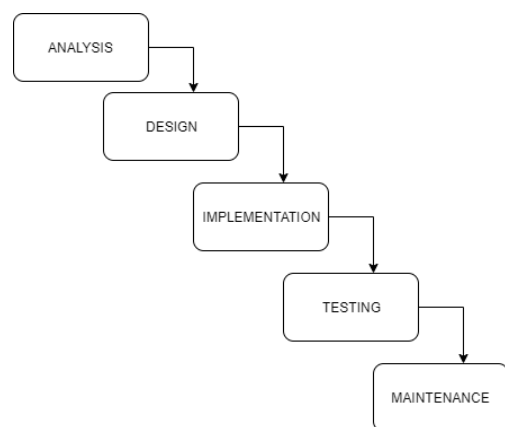 ANALYSIS
DESIGN
IMPLEMENTATION
TESTING
MAINTENANCE